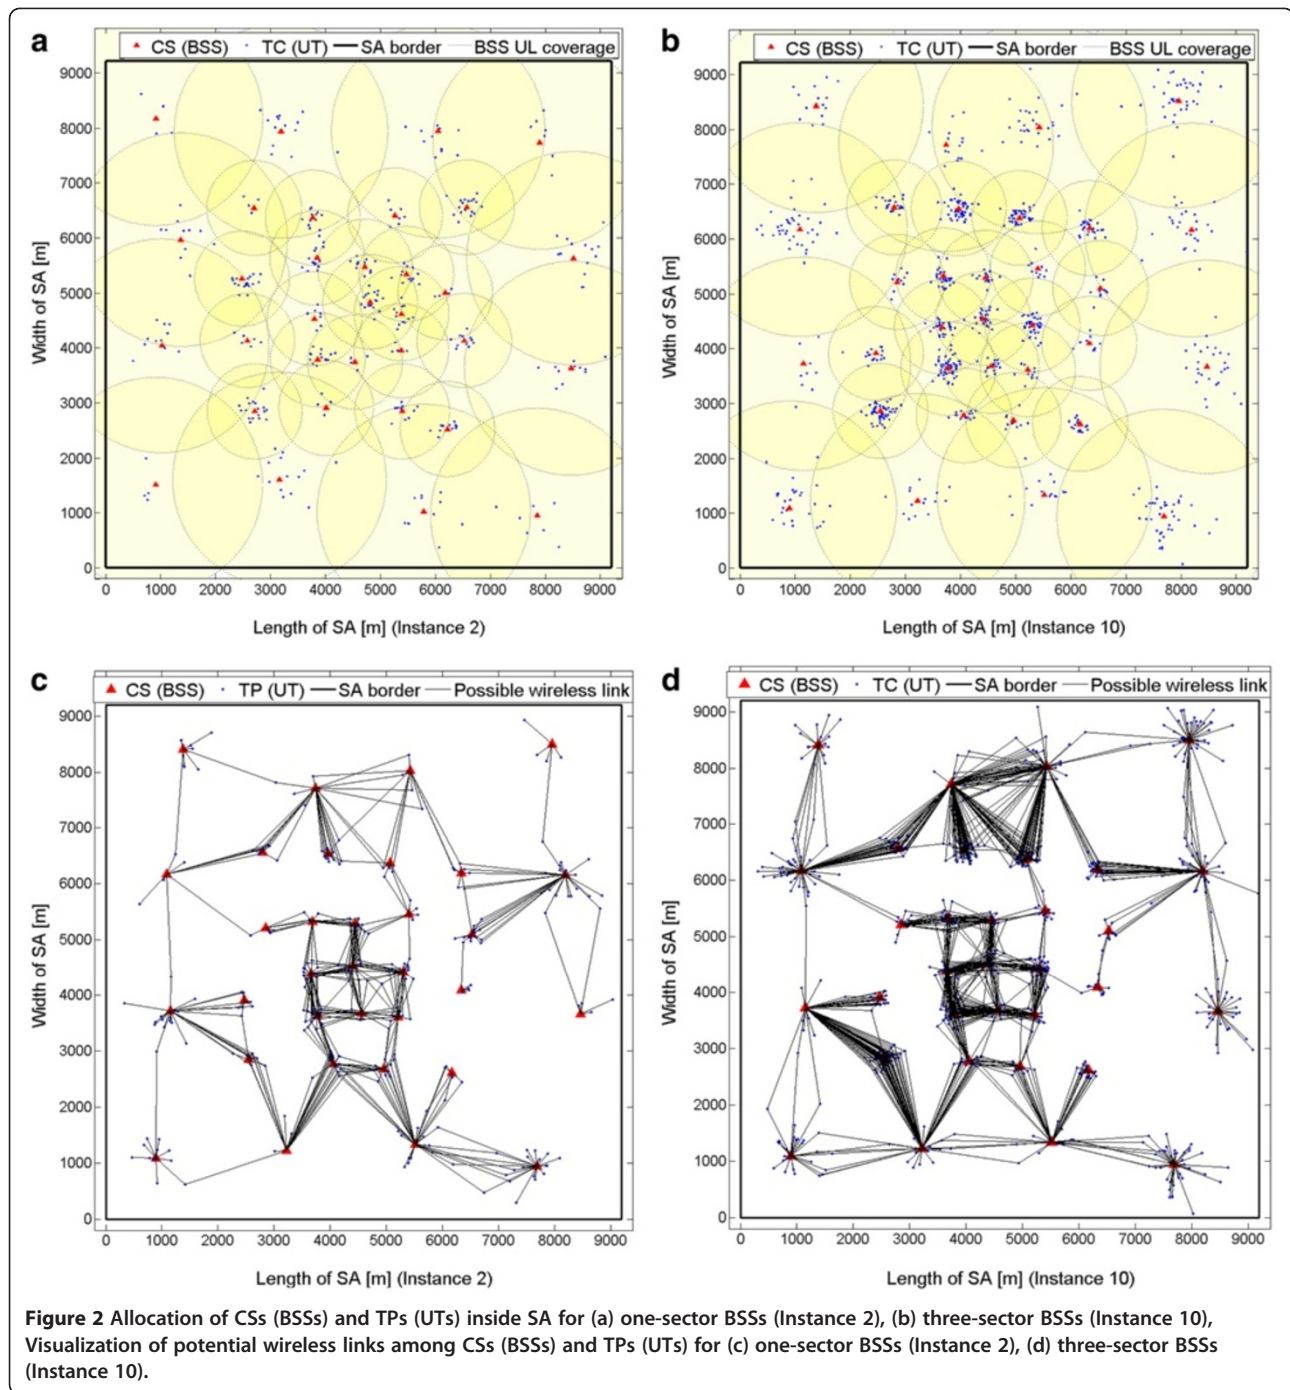 a
CS (BSS) TC (UT) SA border BSS UL coverage
9000
8000
7000
6000
5000
4000
3000
2000
1000
0
Width of SA [m]
0 1000 2000 3000 4000 5000 6000 7000 8000 9000
Length of SA [m] (Instance 2)
b
CS (BSS) TC (UT) SA border BSS UL coverage
9000
8000
7000
6000
5000
4000
3000
2000
1000
0
Width of SA [m]
0 1000 2000 3000 4000 5000 6000 7000 8000 9000
Length of SA [m] (Instance 10)
c
CS (BSS) TP (UT) SA border Possible wireless link
9000
8000
7000
6000
5000
4000
3000
2000
1000
0
Width of SA [m]
0 1000 2000 3000 4000 5000 6000 7000 8000 9000
Length of SA [m] (Instance 2)
d
CS (BSS) TC (UT) SA border Possible wireless link
9000
8000
7000
6000
5000
4000
3000
2000
1000
0
Width of SA [m]
0 1000 2000 3000 4000 5000 6000 7000 8000 9000
Length of SA [m] (Instance 10)
Figure 2 Allocation of CSs (BSSs) and TPs (UTs) inside SA for (a) one-sector BSSs (Instance 2), (b) three-sector BSSs (Instance 10),
Visualization of potential wireless links among CSs (BSSs) and TPs (UTs) for (c) one-sector BSSs (Instance 2), (d) three-sector BSSs
(Instance 10).